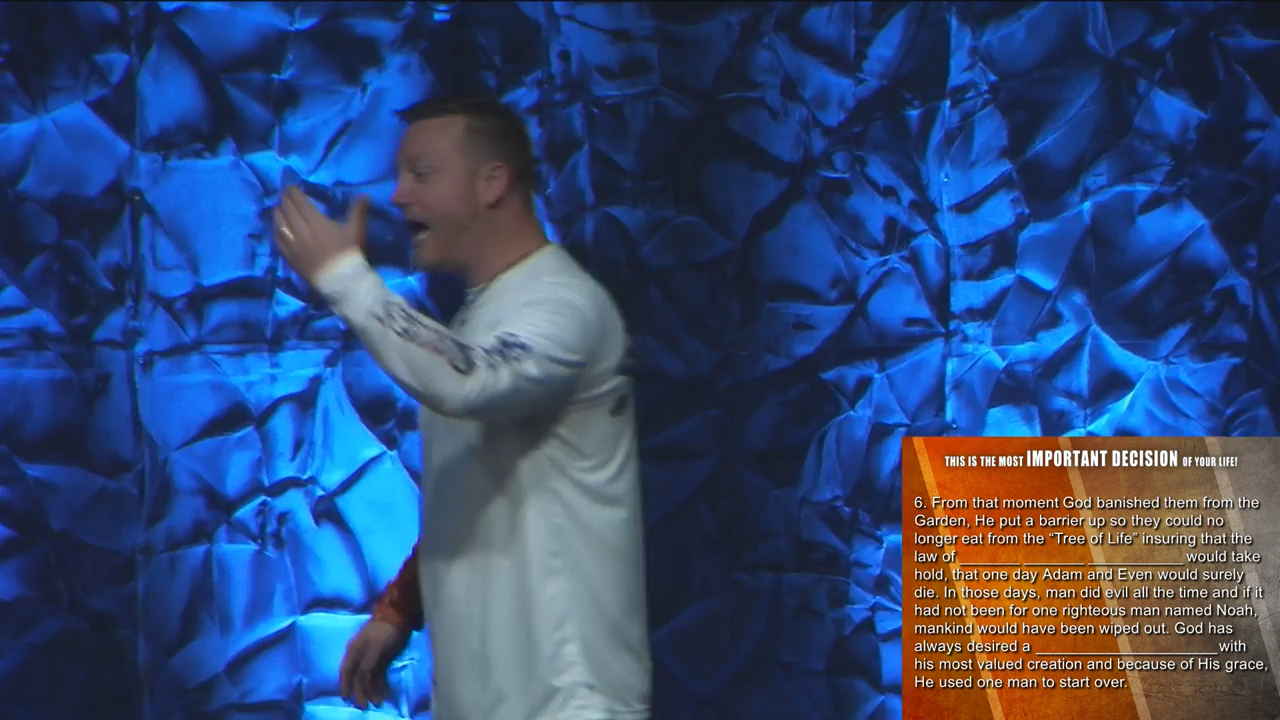 THIS IS THE MOST IMPORTANT DECISION OF YOUR LIFE!
6. From that moment God banished them from the
Garden, He put a barrier up so they could no
longer eat from the “Tree of Life” insuring that the
law of ______ ______ _________ would take
hold, that one day Adam and Even would surely
die. In those days, man did evil all the time and if it
had not been for one righteous man named Noah,
mankind would have been wiped out. God has
always desired a _________________ with
his most valued creation and because of His grace,
He used one man to start over.